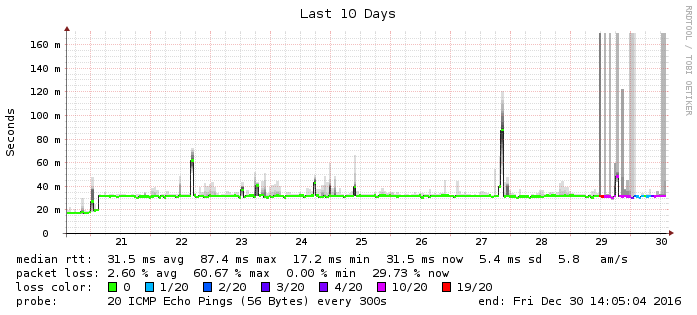 Last 10 Days
RRDTOOL / TOBI OETIKER
Seconds
160 m
140 m
120 m
100 m
80 m
60 m
40 m
20 m
0
21 22 23 24 25 26 27 28 29 30
median rtt: 31.5 ms avg 87.4 ms max 17.2 ms min 31.5 ms now 5.4 ms sd 5.8 am/s
packet loss: 2.60 % avg 60.67 % max 0.00 % min 29.73 % now
loss color: 0 1/20 2/20 3/20 4/20 10/20 19/20
probe: 20 ICMP Echo Pings (56 Bytes) every 300s end: Fri Dec 30 14:05:04 2016